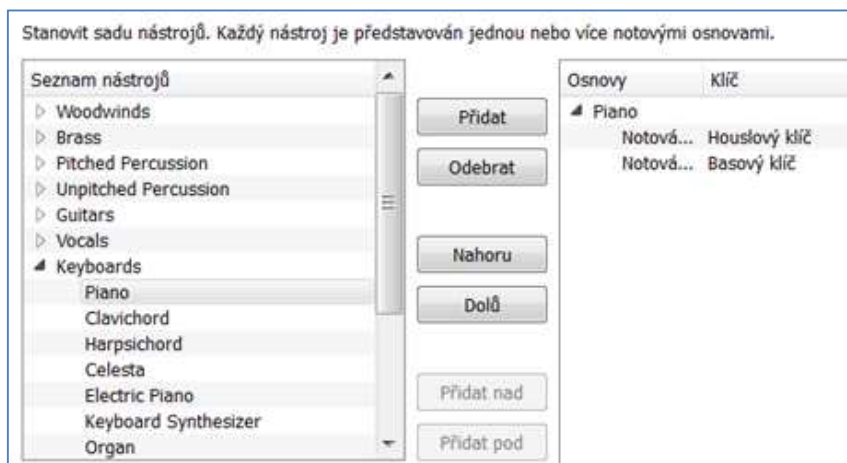 Stanovit sadu nástrojů. Každý nástroj je představován jednou nebo více notovými osnovami.
Seznam nástrojů
Woodwinds
Brass
Pitched Percussion
Unpitched Percussion
Guitars
Vocals
Keyboards
Piano
Clavichord
Harpsichord
Celesta
Electric Piano
Keyboard Synthesizer
Organ
Přidat
Odebrat
Nahoru
Dolů
Přidat nad
Přidat pod
Osnovy Klíč
Piano
Notová... Houslový klíč
Notová... Basový klíč